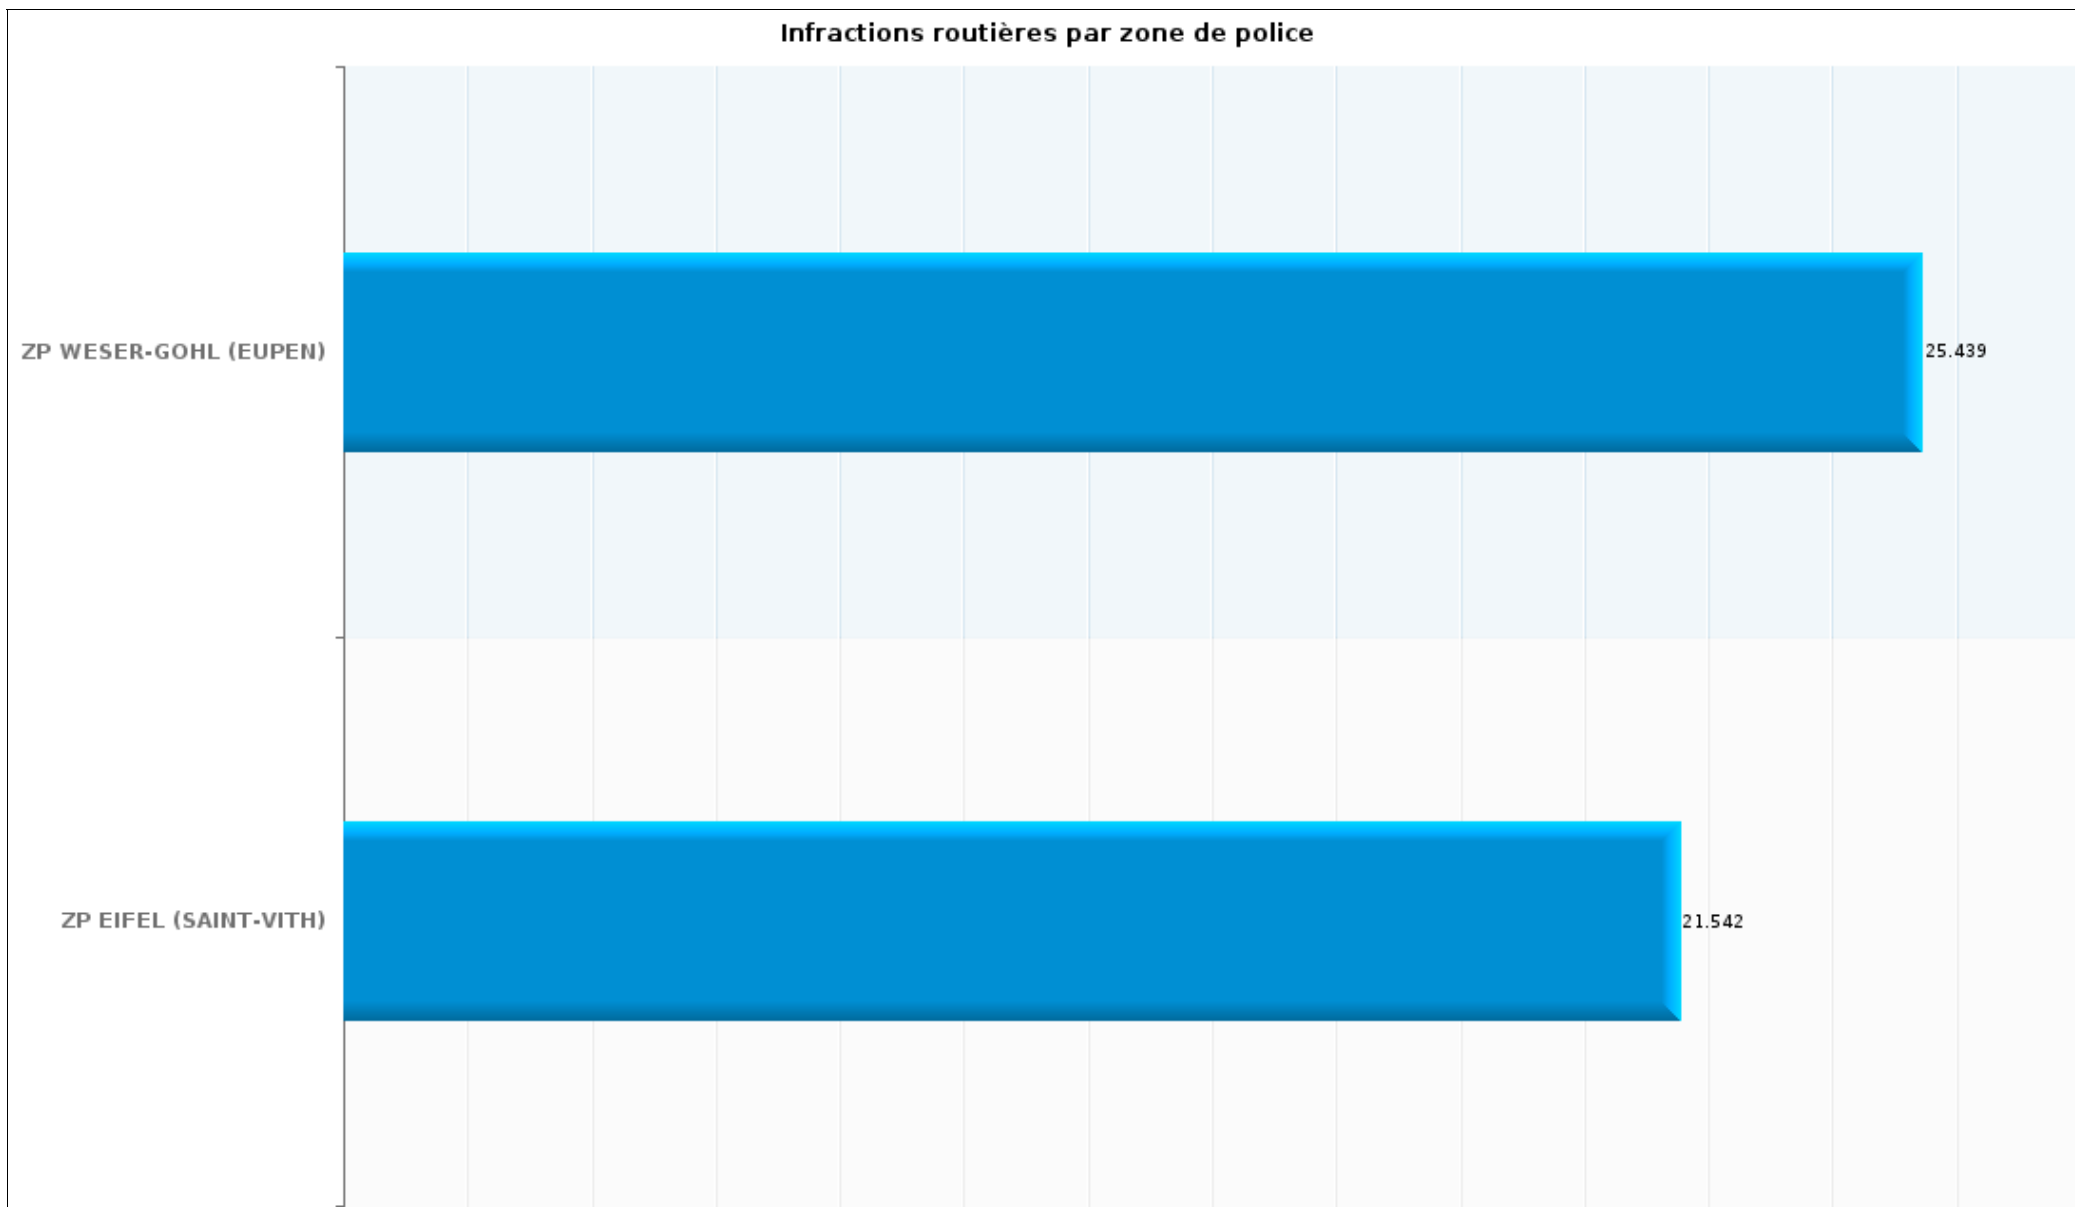 Infractions routières par zone de police
ZP WESER-GOHL (EUPEN)
25.439
ZP EIFEL (SAINT-VITH)
21.542